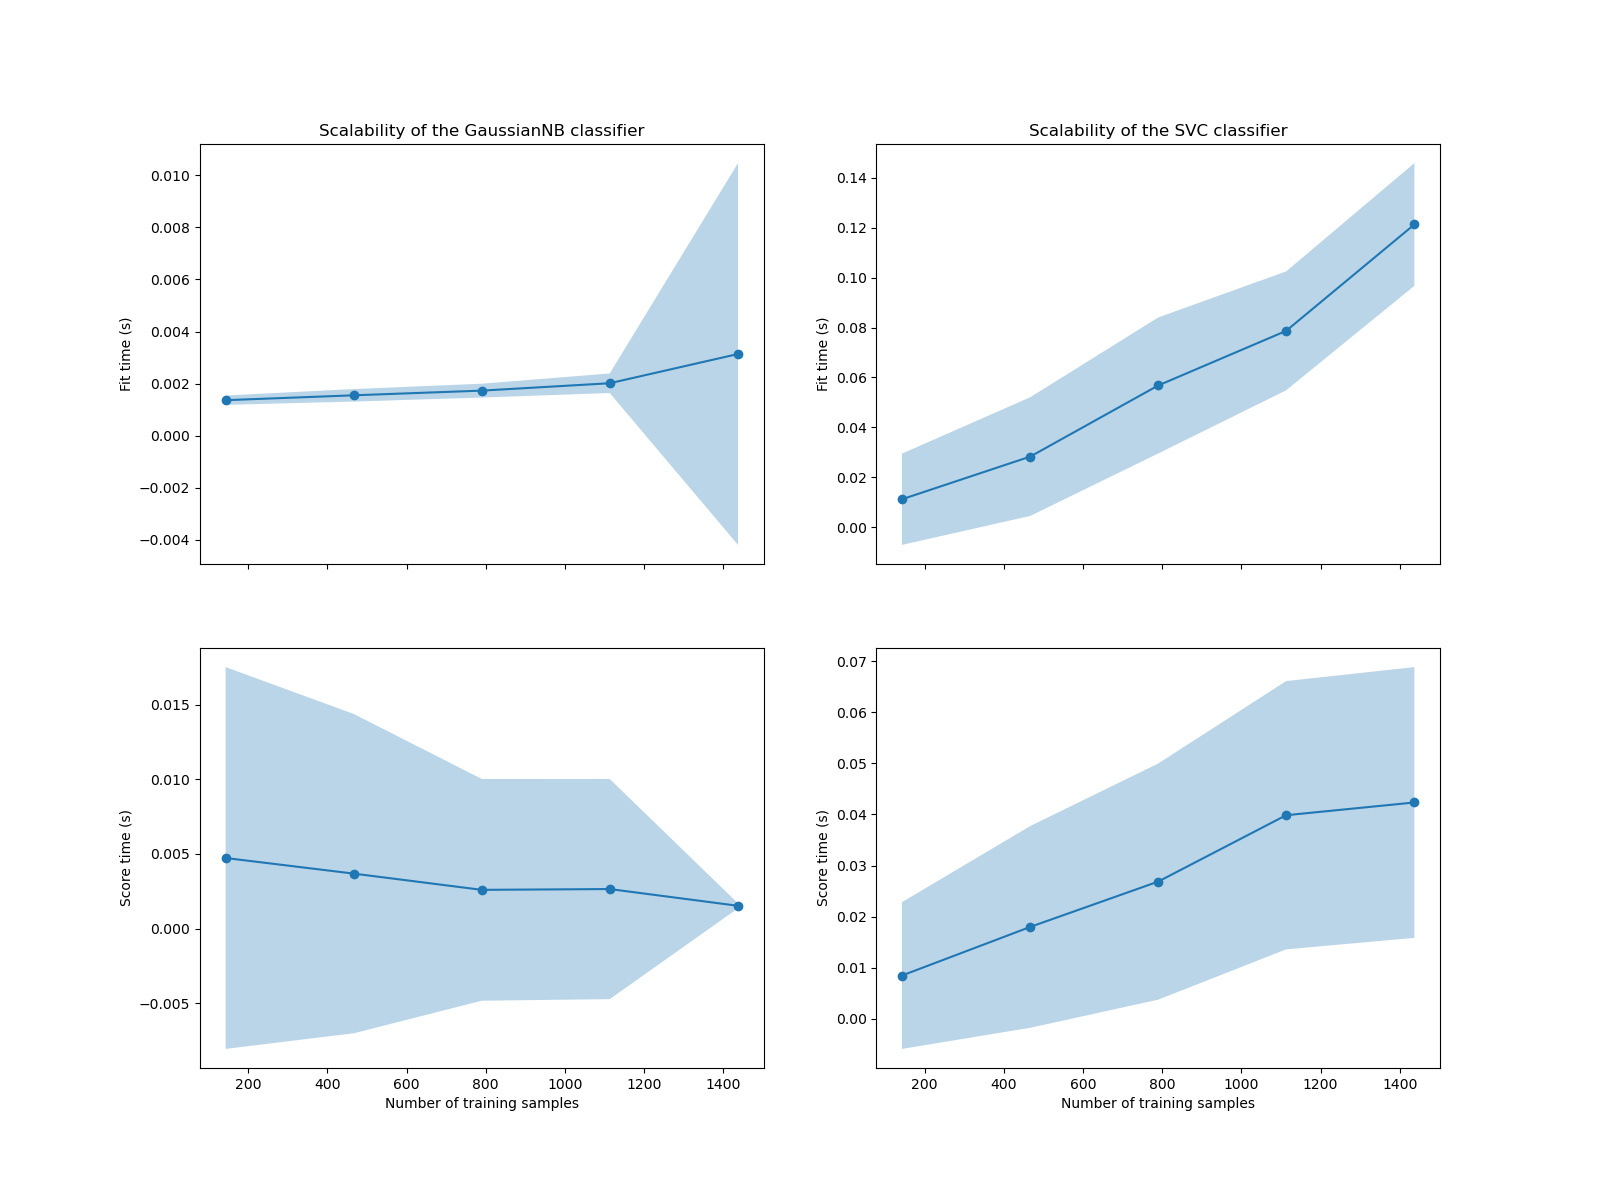 Scalability of the GaussianNB classifier
Fit time (s)
0.010
0.008
0.006
0.004
0.002
0.000
−0.002
−0.004
Scalability of the SVC classifier
Fit time (s)
0.14
0.12
0.10
0.08
0.06
0.04
0.02
0.00
Score time (s)
0.015
0.010
0.005
0.000
−0.005
200 400 600 800 1000 1200 1400
Number of training samples
Score time (s)
0.07
0.06
0.05
0.04
0.03
0.02
0.01
0.00
200 400 600 800 1000 1200 1400
Number of training samples